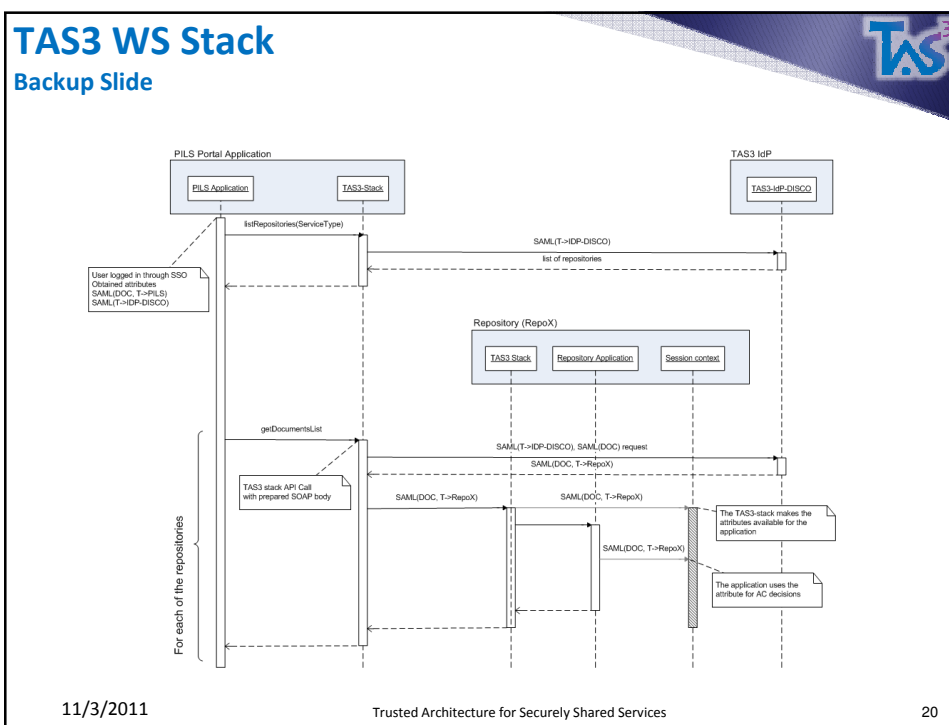 TAS3 WS Stack
Backup Slide
TAS3
PILS Portal Application
TAS3 IdP
PILS Application
TAS3-Stack
TAS3-IdP-DISCO
listRepositories(ServiceType)
SAML(T->IDP-DISCO)
list of repositories
User logged in through SSO
Obtained attributes
SAML(DOC, T->PILS)
SAML(T->IDP-DISCO)
Repository (RepoX)
TAS3 Stack
Repository Application
Session context
getDocumentsList
SAML(T->IDP-DISCO), SAML(DOC) request
SAML(DOC, T->RepoX)
TAS3 stack API Call
with prepared SOAP body
SAML(DOC, T->RepoX)
SAML(DOC, T->RepoX)
The TAS3-stack makes the
attributes available for the
application
SAML(DOC, T->RepoX)
The application uses the
attribute for AC decisions
For each of the repositories
11/3/2011
Trusted Architecture for Securely Shared Services
20